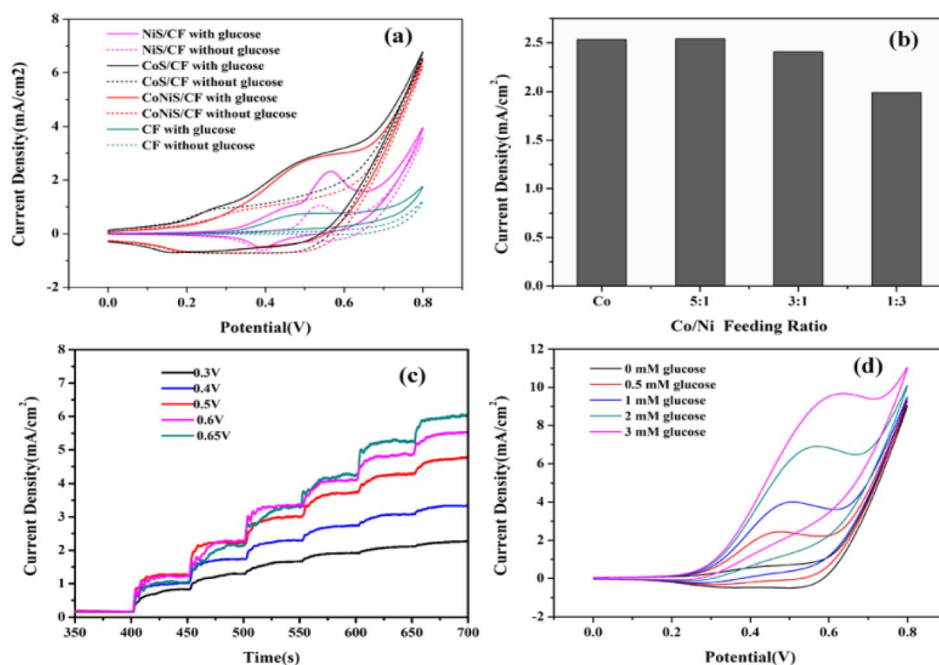 (a)
NiS/CF with glucose
NiS/CF without glucose
CoS/CF with glucose
CoS/CF without glucose
CoNiS/CF with glucose
CoNiS/CF without glucose
CF with glucose
CF without glucose
Current Density(mA/cm2)
8
6
4
2
0
-2
0.0 0.2 0.4 0.6 0.8
Potential(V)
(b)
Current Density(mA/cm²)
2.5
2.0
1.5
1.0
0.5
0.0
Co 5:1 3:1 1:3
Co/Ni Feeding Ratio
(c)
0.3V
0.4V
0.5V
0.6V
0.65V
Current Density(mA/cm²)
8
7
6
5
4
3
2
1
0
350 400 450 500 550 600 650 700
Time(s)
(d)
0 mM glucose
0.5 mM glucose
1 mM glucose
2 mM glucose
3 mM glucose
Current Density(mA/cm²)
12
10
8
6
4
2
0
-2
0.0 0.2 0.4 0.6 0.8
Potential(V)